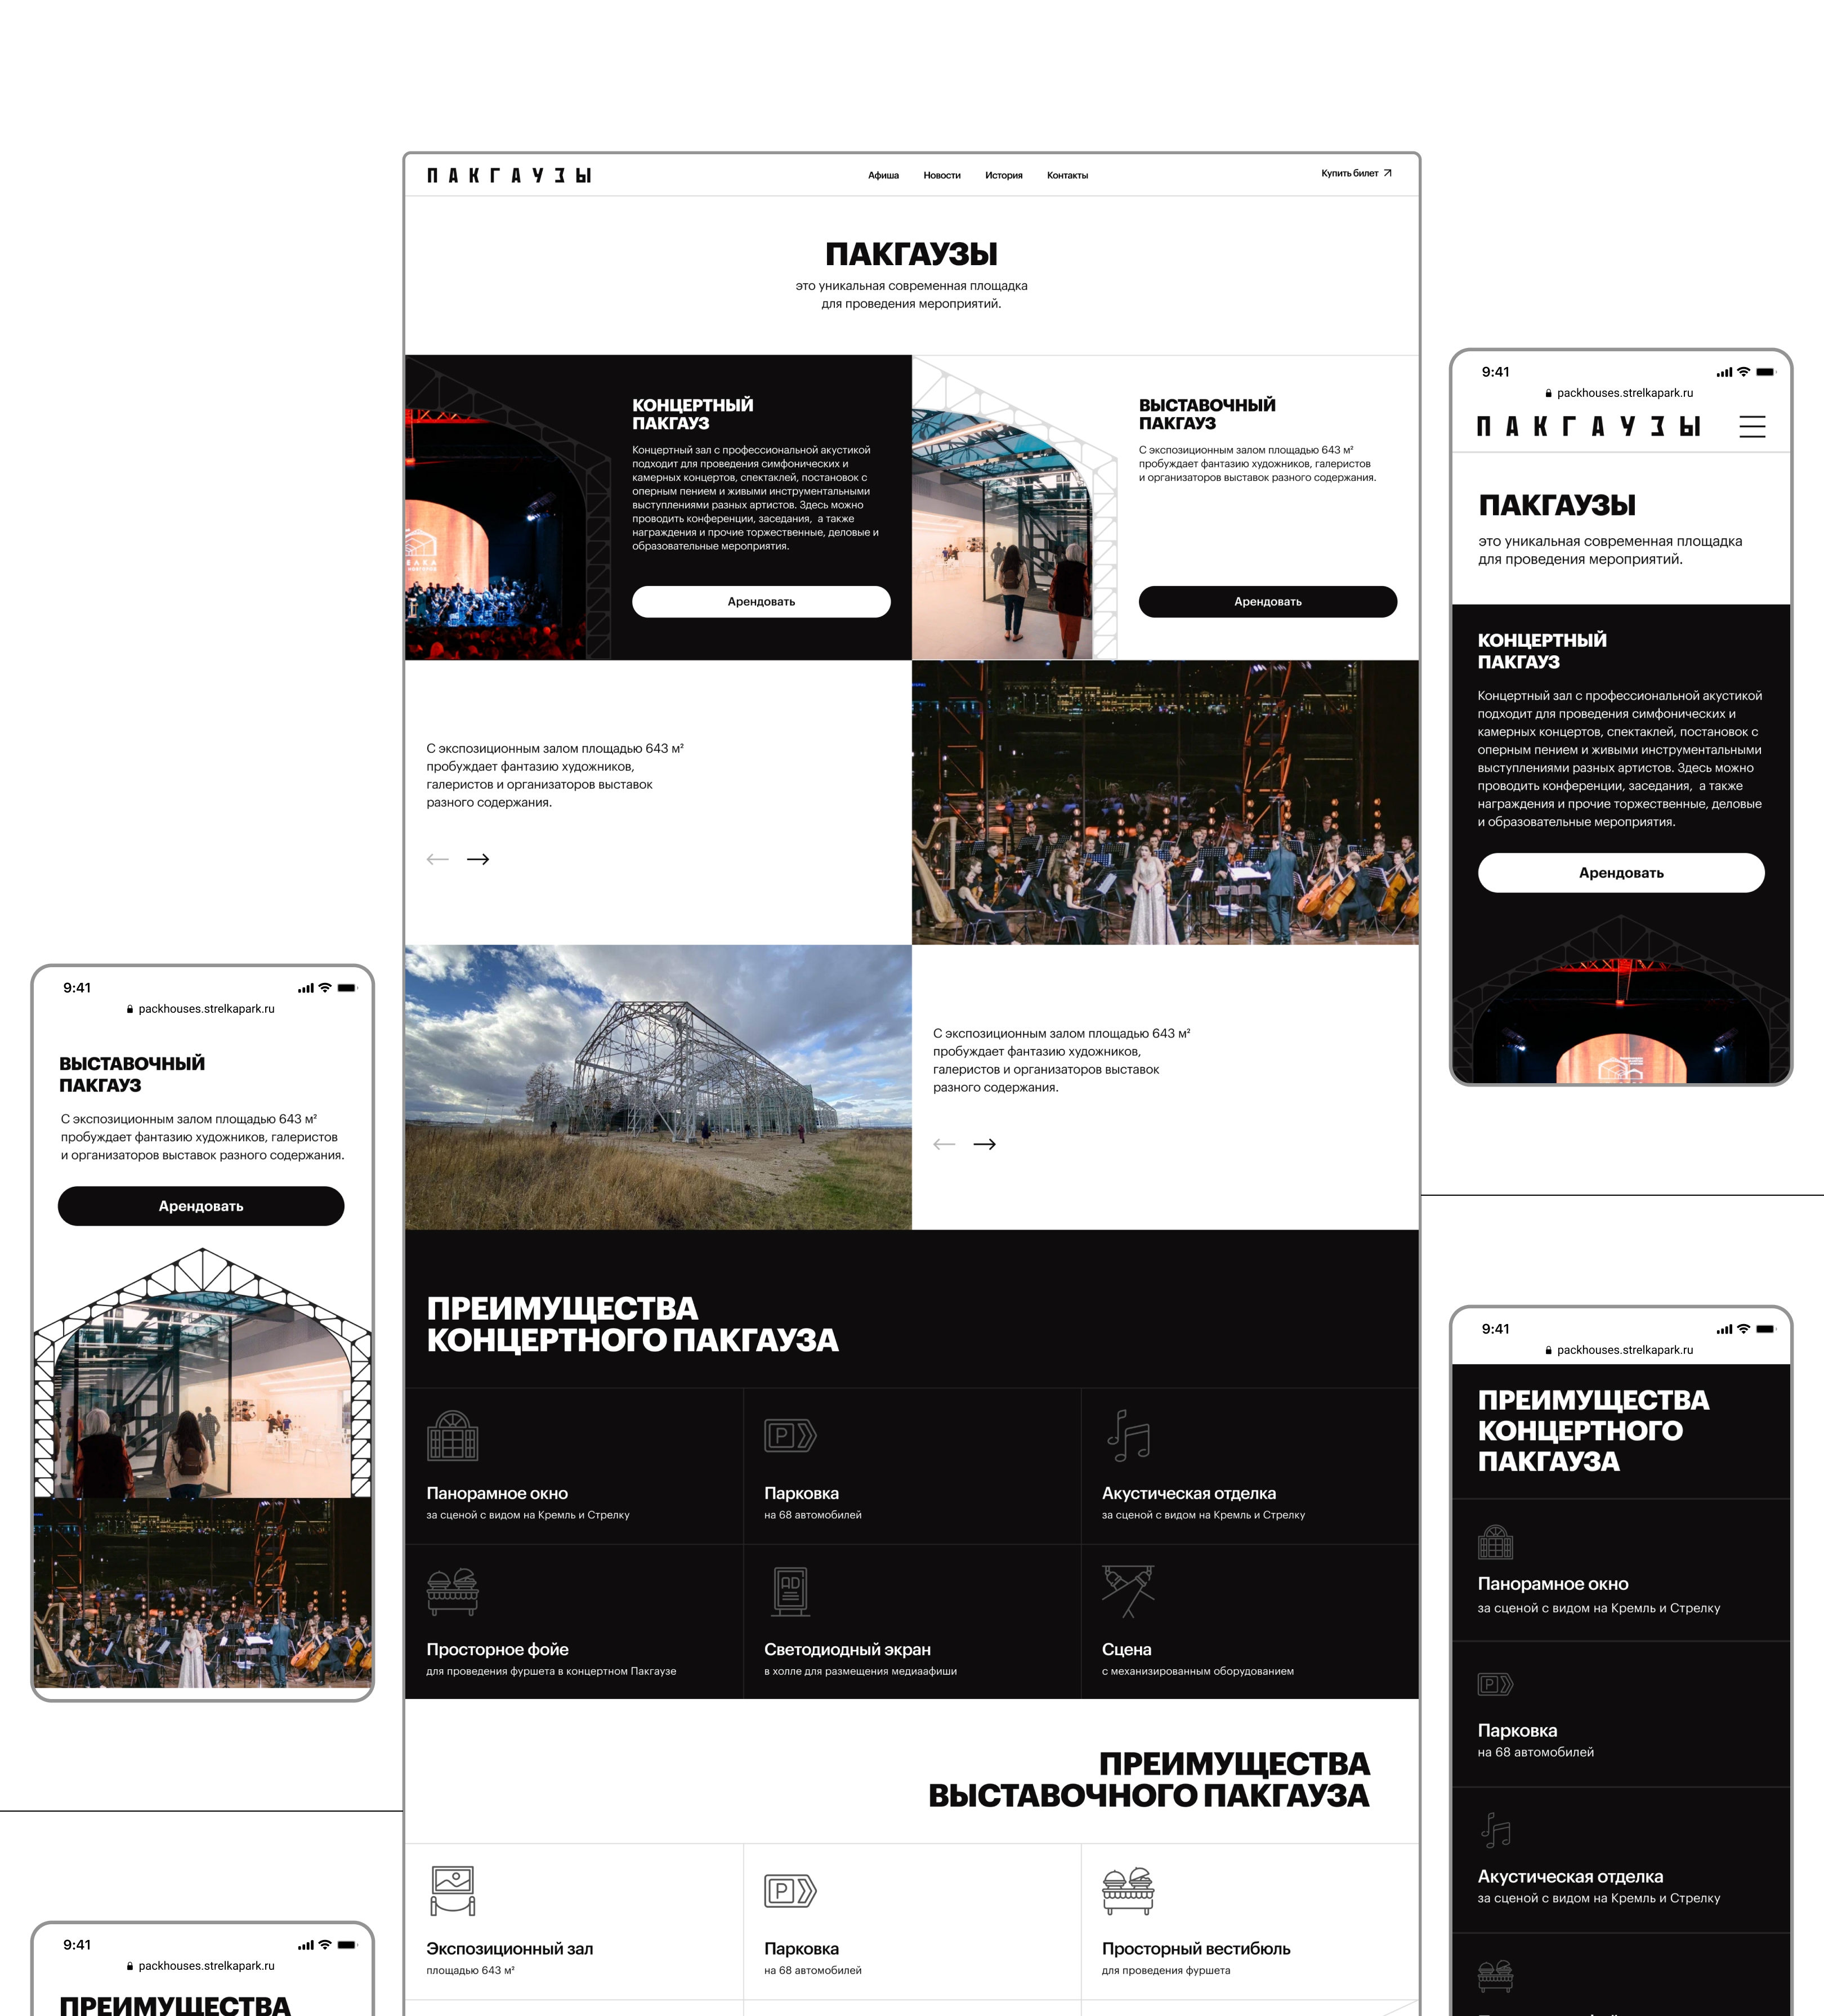 ПАКГАУЗЫ
Афиша
Новости
История
Контакты
Купить билет
ПАКГАУЗЫ
это уникальная современная площадка
для проведения мероприятий.
КОНЦЕРТНЫЙ
ПАКГАУЗ
Концертный зал с профессиональной акустикой
подходит для проведения симфонических и
камерных концертов, спектаклей, постановок с
оперным пением и живыми инструментальными
выступлениями разных артистов. Здесь можно
проводить конференции, заседания, а также
награждения и прочие торжественные, деловые и
образовательные мероприятия.
Арендовать
ВЫСТАВОЧНЫЙ
ПАКГАУЗ
С экспозиционным залом площадью 643 м²
пробуждает фантазию художников, галеристов
и организаторов выставок разного содержания.
Арендовать
С экспозиционным залом площадью 643 м²
пробуждает фантазию художников,
галеристов и организаторов выставок
разного содержания.
С экспозиционным залом площадью 643 м²
пробуждает фантазию художников,
галеристов и организаторов выставок
разного содержания.
ПРЕИМУЩЕСТВА
КОНЦЕРТНОГО ПАКГАУЗА
P
Панорамное окно
за сценой с видом на Кремль и Стрелку
Парковка
на 68 автомобилей
Акустическая отделка
за сценой с видом на Кремль и Стрелку
AD
Просторное фойе
для проведения фуршета в концертном Пакгаузе
Светодиодный экран
в холле для размещения медиаафиши
Сцена
с механизированным оборудованием
ПРЕИМУЩЕСТВА
ВЫСТАВОЧНОГО ПАКГАУЗА
P
Экспозиционный зал
площадью 643 м²
Парковка
на 68 автомобилей
Просторный вестибюль
для проведения фуршета
9:41
packhouses.strelkapark.ru
ВЫСТАВОЧНЫЙ
ПАКГАУЗ
С экспозиционным залом площадью 643 м²
пробуждает фантазию художников, галеристов
и организаторов выставок разного содержания.
Арендовать
9:41
packhouses.strelkapark.ru
ПРЕИМУЩЕСТВА
9:41
packhouses.strelkapark.ru
ПАКГАУЗЫ
ПАКГАУЗЫ
это уникальная современная площадка
для проведения мероприятий.
КОНЦЕРТНЫЙ
ПАКГАУЗ
Концертный зал с профессиональной акустикой
подходит для проведения симфонических и
камерных концертов, спектаклей, постановок с
оперным пением и живыми инструментальными
выступлениями разных артистов. Здесь можно
проводить конференции, заседания, а также
награждения и прочие торжественные, деловые
и образовательные мероприятия.
Арендовать
9:41
packhouses.strelkapark.ru
ПРЕИМУЩЕСТВА
КОНЦЕРТНОГО
ПАКГАУЗА
Панорамное окно
за сценой с видом на Кремль и Стрелку
P
Парковка
на 68 автомобилей
Акустическая отделка
за сценой с видом на Кремль и Стрелку